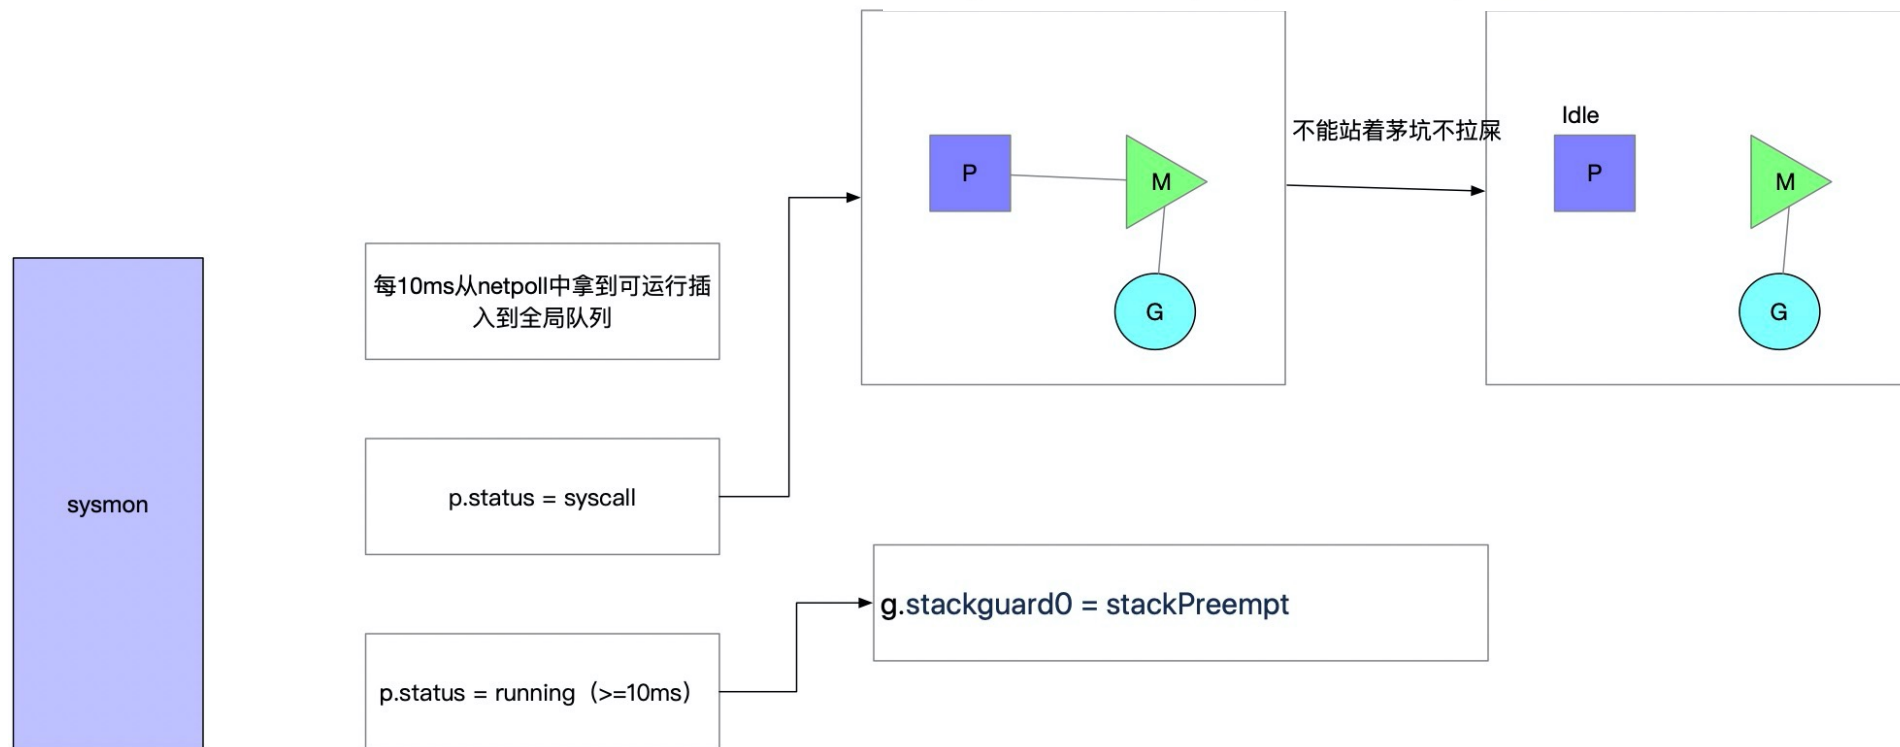 sysmon
每10ms从netpoll中拿到可运行插
入到全局队列
p.status = syscall
p.status = running（>=10ms）
P
M
G
不能站着茅坑不拉屎
Idle
P
M
G
g.stackguard0 = stackPreempt